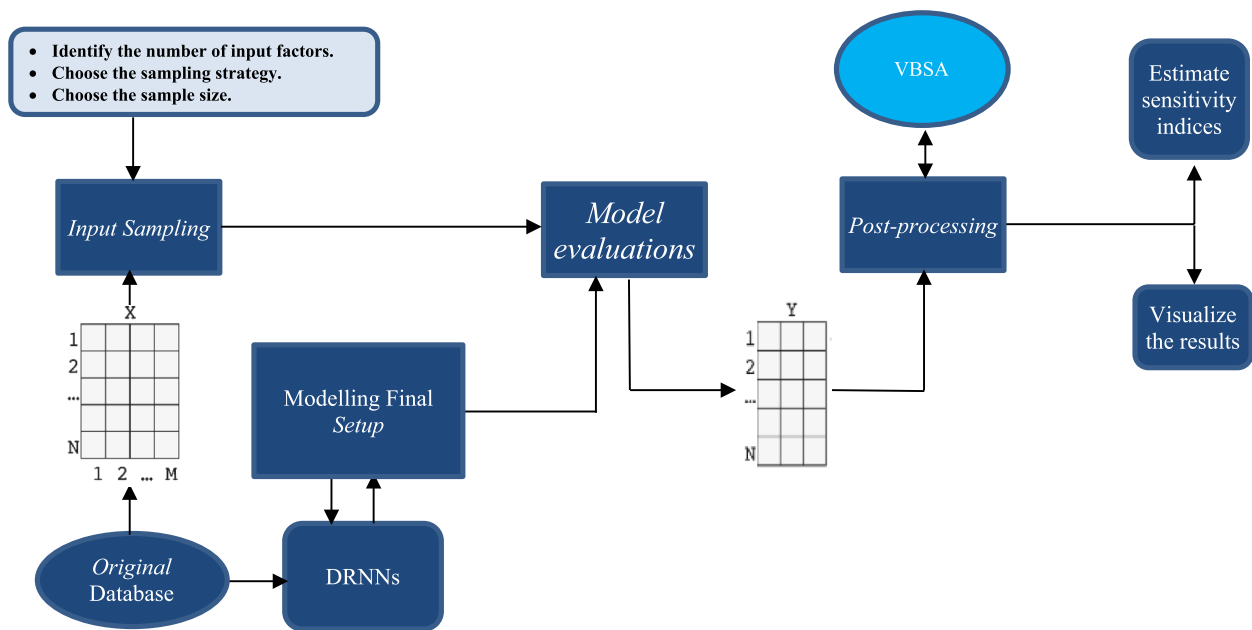 • Identify the number of input factors.
• Choose the sampling strategy.
• Choose the sample size.
VBSA
Estimate
sensitivity
indices
Input Sampling
Model
evaluations
Post-processing
X
1
2
...
N
1 2 ... M
Y
1
2
...
N
Visualize
the results
Modelling Final
Setup
Original
Database
DRNNs